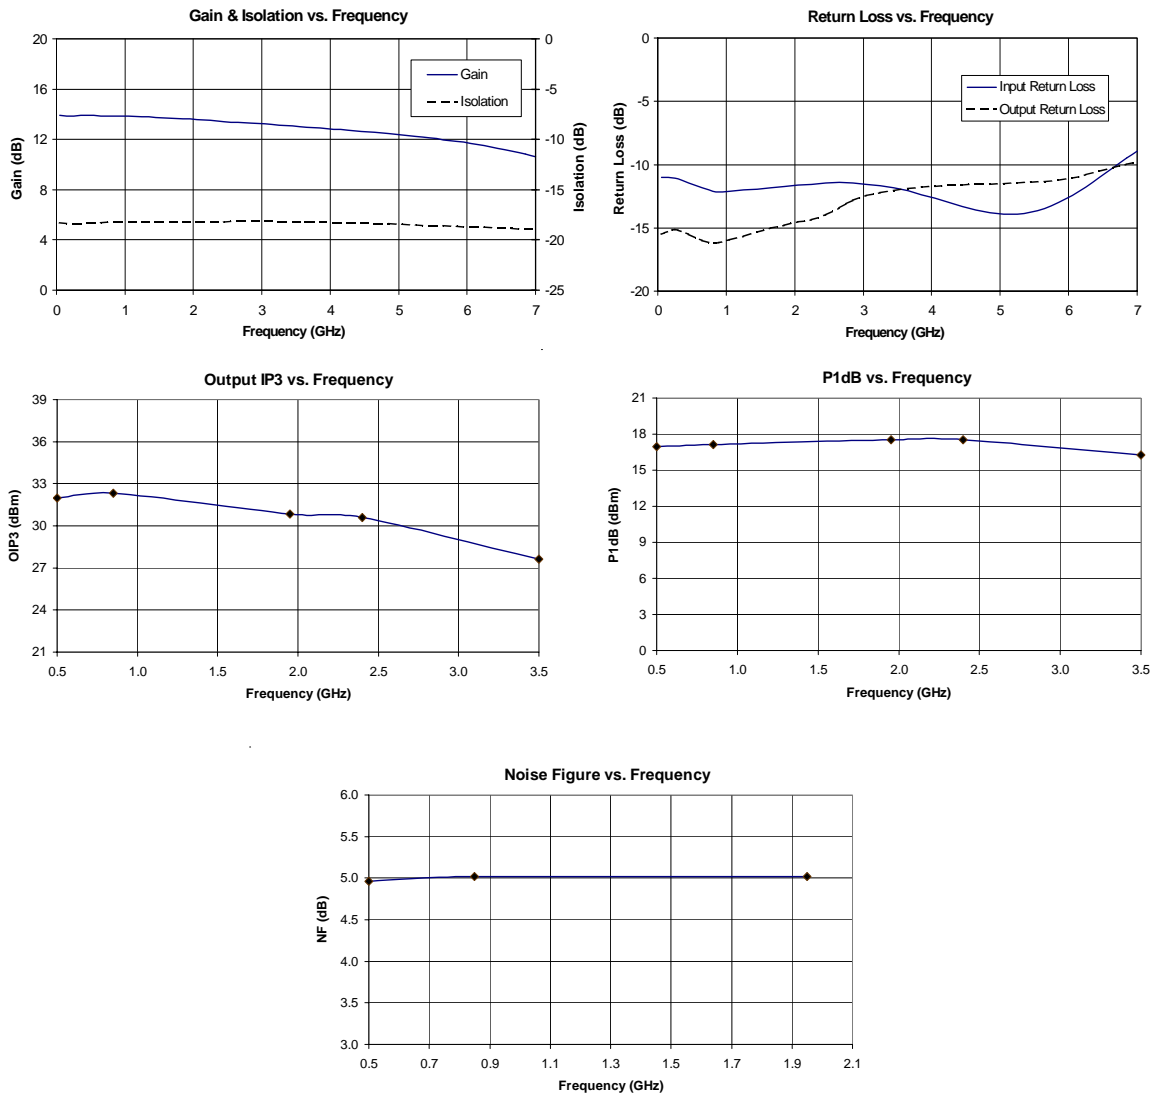 Gain & Isolation vs. Frequency
20
16
12
8
4
0
0
-5
-10
-15
-20
-25
Gain
Isolation
Gain (dB)
Isolation (dB)
0 1 2 3 4 5 6 7
Frequency (GHz)
Return Loss vs. Frequency
0
-5
-10
-15
-20
Input Return Loss
Output Return Loss
Return Loss (dB)
0 1 2 3 4 5 6 7
Frequency (GHz)
Output IP3 vs. Frequency
39
36
33
30
27
24
21
OIP3 (dBm)
0.5 1.0 1.5 2.0 2.5 3.0 3.5
Frequency (GHz)
P1dB vs. Frequency
21
18
15
12
9
6
3
0
P1dB (dBm)
0.5 1.0 1.5 2.0 2.5 3.0 3.5
Frequency (GHz)
Noise Figure vs. Frequency
6.0
5.5
5.0
4.5
4.0
3.5
3.0
NF (dB)
0.5 0.7 0.9 1.1 1.3 1.5 1.7 1.9 2.1
Frequency (GHz)